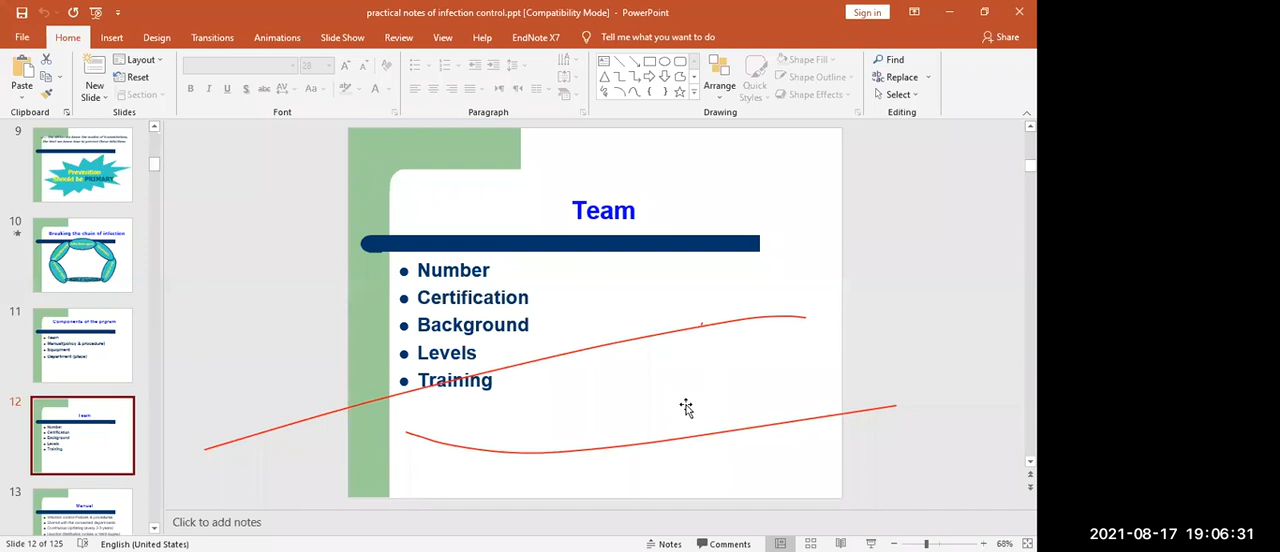 practical notes of infection control.ppt [Compatibility Mode] - PowerPoint
Sign in
File Home Insert Design Transitions Animations Slide Show Review View Help EndNote X7 Tell me what you want to do Share
Paste
New Slide
Layout
Reset
Section
28
B I U S abc AV Aa A
Arrange
Quick Styles
Shape Fill
Shape Outline
Shape Effects
Find
Replace
Select
Clipboard Slides Font Paragraph Drawing Editing
9
Prevention
should be PRIMARY
10
Breaking the chain of infection
11
Team
Manual(policy & procedure)
Equipment
Department (place)
12
Team
Number
Certification
Background
Levels
Training
13
Manual
Team
• Number
• Certification
• Background
• Levels
• Training
Click to add notes
Slide 12 of 125 English (United States) Notes Comments 68%
2021-08-17 19:06:31